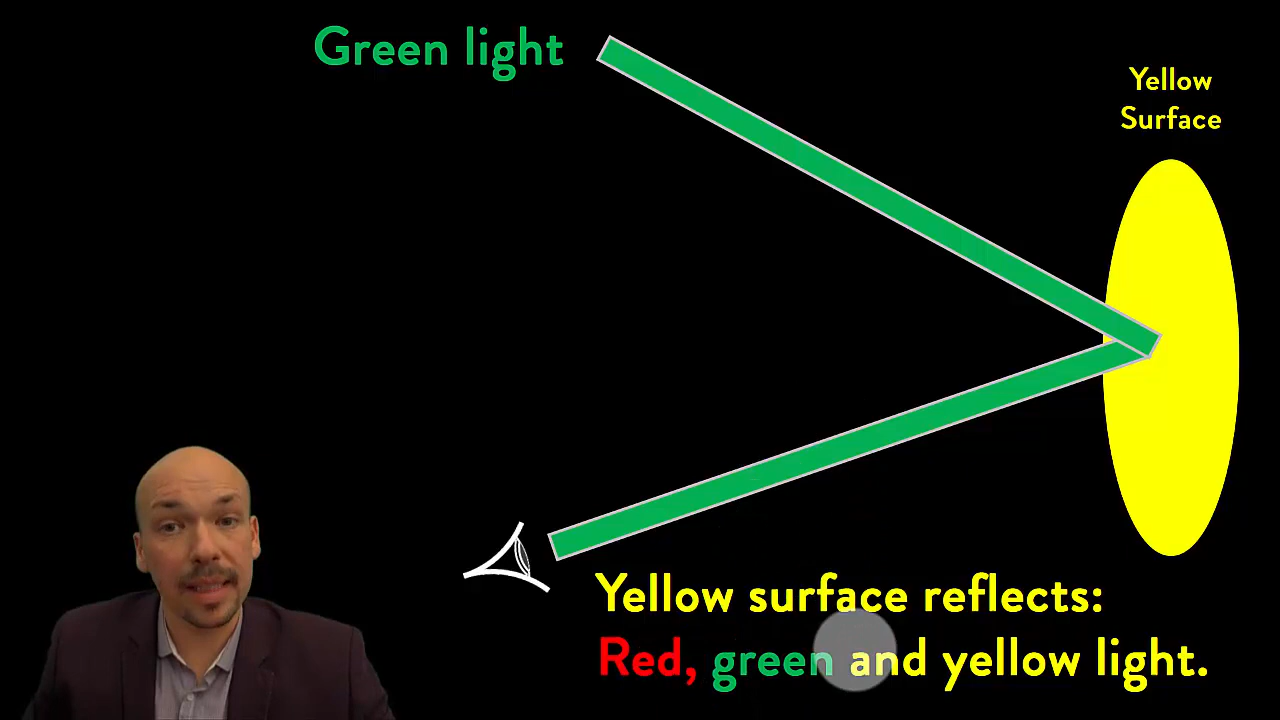 Green light
Yellow
Surface
Yellow surface reflects:
Red, green and yellow light.